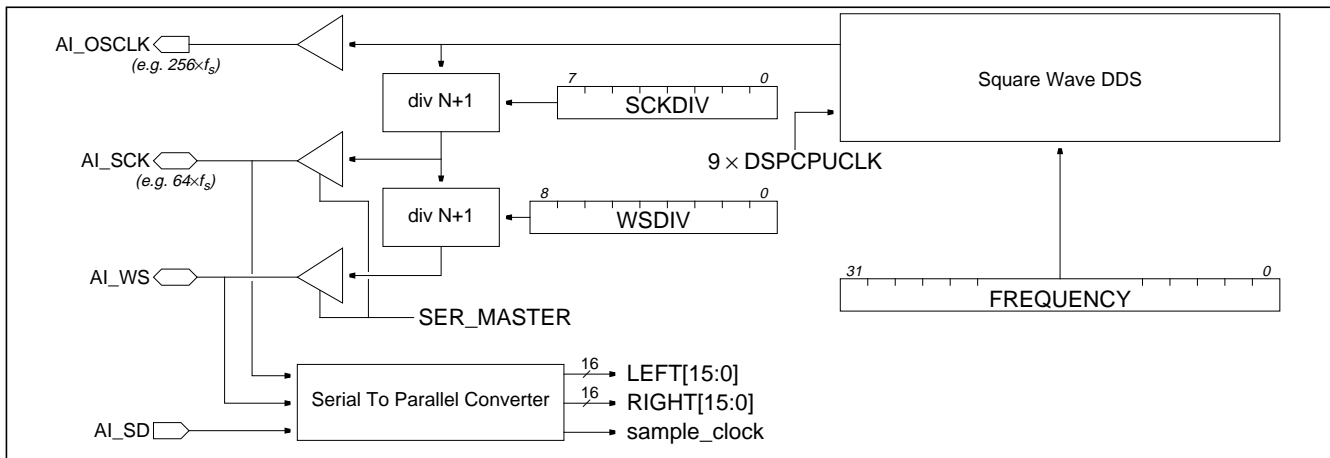 AI_OSCLK
(e.g. 256×fs)
div N+1
7 0
SCKDIV
Square Wave DDS
9 × DSPCPUCLK
AI_SCK
(e.g. 64×fs)
div N+1
8 0
WSDIV
AI_WS
31 0
FREQUENCY
SER_MASTER
Serial To Parallel Converter
16
LEFT[15:0]
16
RIGHT[15:0]
sample_clock
AI_SD